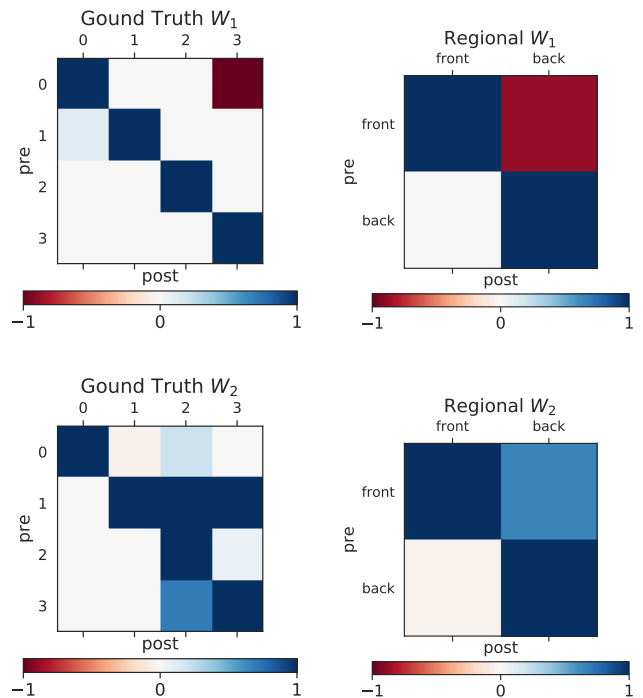 Gound Truth W₁
0 1 2 3
pre
0
1
2
3
post
−1 0 1
Regional W₁
front back
pre
front
back
post
−1 0 1
Gound Truth W₂
0 1 2 3
pre
0
1
2
3
post
−1 0 1
Regional W₂
front back
pre
front
back
post
−1 0 1